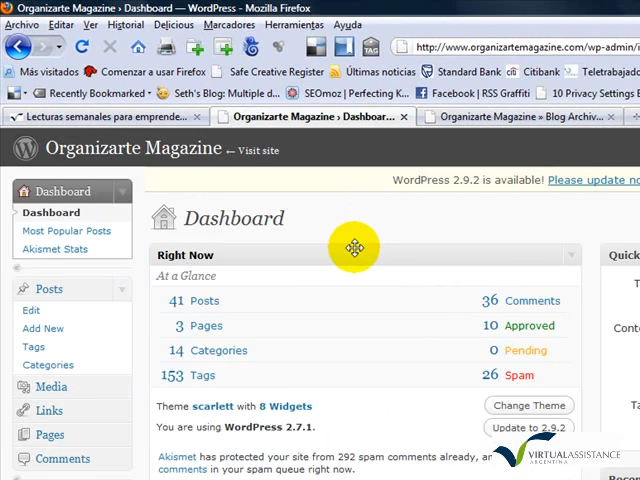 Organizarte Magazine › Dashboard — WordPress - Mozilla Firefox
Archivo Editar Ver Historial Delicious Marcadores Herramientas Ayuda
TAG http://www.organizartemagazine.com/wp-admin/i
Más visitados Comenzar a usar Firefox Safe Creative Register Últimas noticias Standard Bank Citibank Teletrabajad
Recently Bookmarked Seth's Blog: Multiple d... SEOmoz | Perfecting K... Facebook | RSS Graffiti 10 Privacy Settings E
Lecturas semanales para emprende... Organizarte Magazine › Dashboar... Organizarte Magazine » Blog Archiv...
Organizarte Magazine ← Visit site
WordPress 2.9.2 is available! Please update no
Dashboard
Dashboard
Most Popular Posts
Akismet Stats
Posts
Edit
Add New
Tags
Categories
Media
Links
Pages
Comments
Dashboard
Right Now
At a Glance
41 Posts 36 Comments
3 Pages 10 Approved
14 Categories 0 Pending
153 Tags 26 Spam
Theme scarlett with 8 Widgets Change Theme
You are using WordPress 2.7.1. Update to 2.9.2
Akismet has protected your site from 292 spam comments already, an
comments in your spam queue right now.
Quick
T
Conte
Ta
Recen
VIRTUALASSISTANCE
ARGENTINA